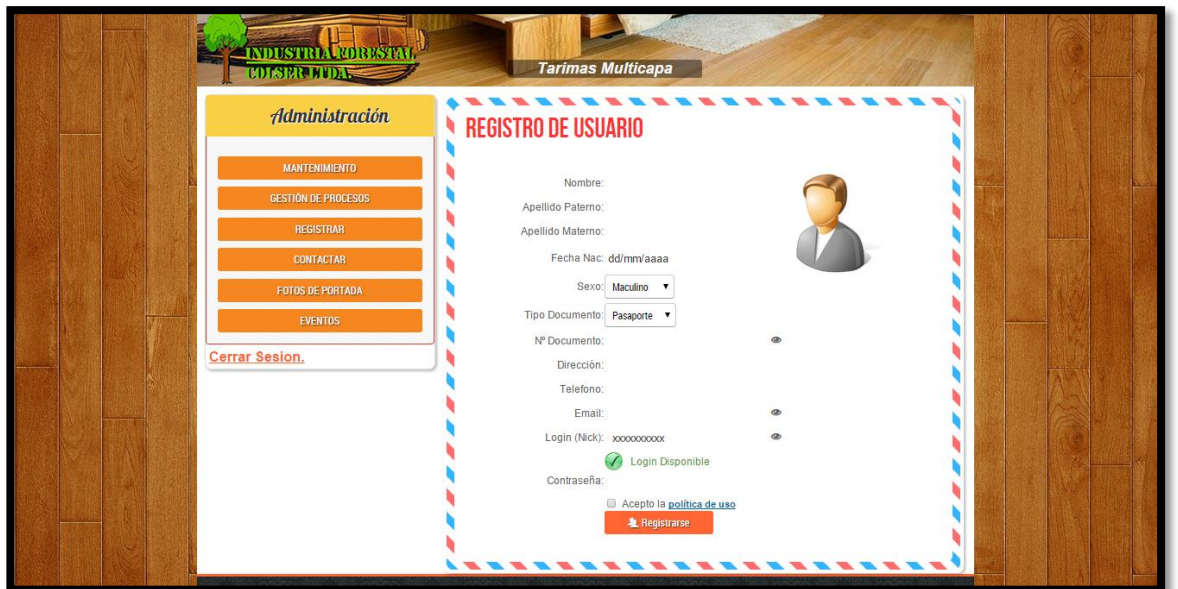 INDUSTRIA FORESTAL
COLSER LTDA.
Tarimas Multicapa
Administración
MANTENIMIENTO
GESTIÓN DE PROCESOS
REGISTRAR
CONTACTAR
FOTOS DE PORTADA
EVENTOS
Cerrar Sesion.
REGISTRO DE USUARIO
Nombre:
Apellido Paterno:
Apellido Materno:
Fecha Nac: dd/mm/aaaa
Sexo: Maculino
Tipo Documento: Pasaporte
Nº Documento:
Dirección:
Telefono:
Email:
Login (Nick): xxxxxxxxxx
Login Disponible
Contraseña:
Acepto la política de uso
Registrarse